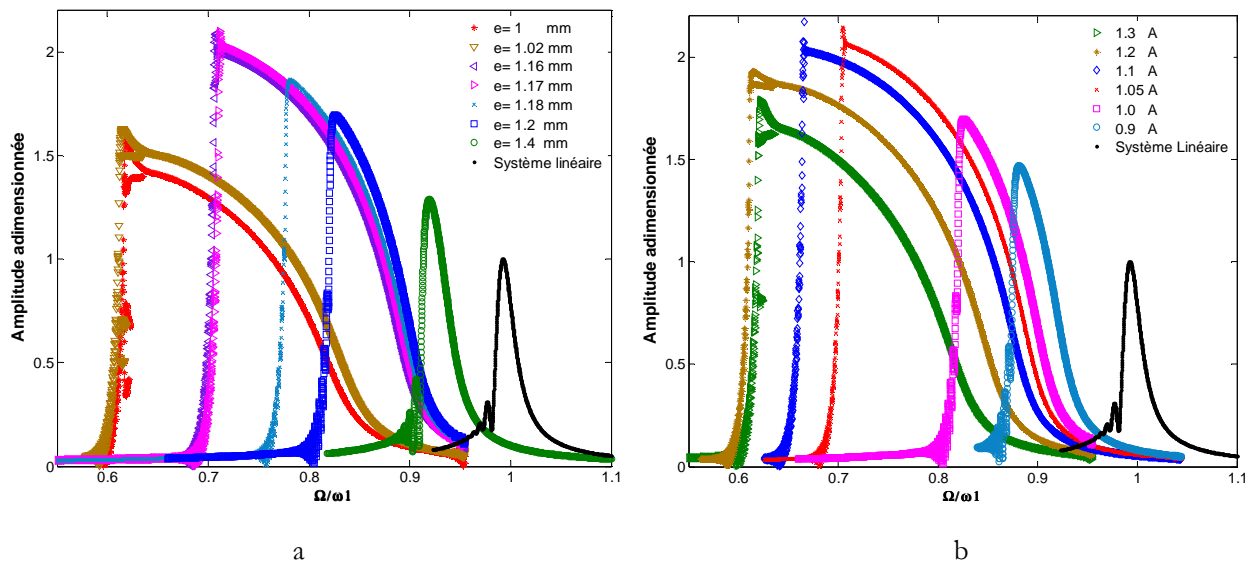 e= 1 mm
e= 1.02 mm
e= 1.16 mm
e= 1.17 mm
e= 1.18 mm
e= 1.2 mm
e= 1.4 mm
Système linéaire
Amplitude adimensionnée
2
1.5
1
0.5
0
0.6
0.7
0.8
0.9
1
1.1
Ω/ω1
a
1.3 A
1.2 A
1.1 A
1.05 A
1.0 A
0.9 A
Système Linéaire
Amplitude adimensionnée
2
1.5
1
0.5
0
0.6
0.7
0.8
0.9
1
1.1
Ω/ω1
b